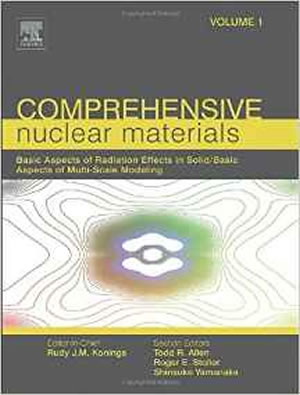 ELSEVIER
VOLUME 1
COMPREHENSIVE
nuclear materials
Basic Aspects of Radiation Effects in Solid/Basic
Aspects of Multi-Scale Modeling
Editor-in-Chief
Rudy J.M. Konings
Section Editors
Todd R. Allen
Roger E. Stoller
Shinsuke Yamanaka